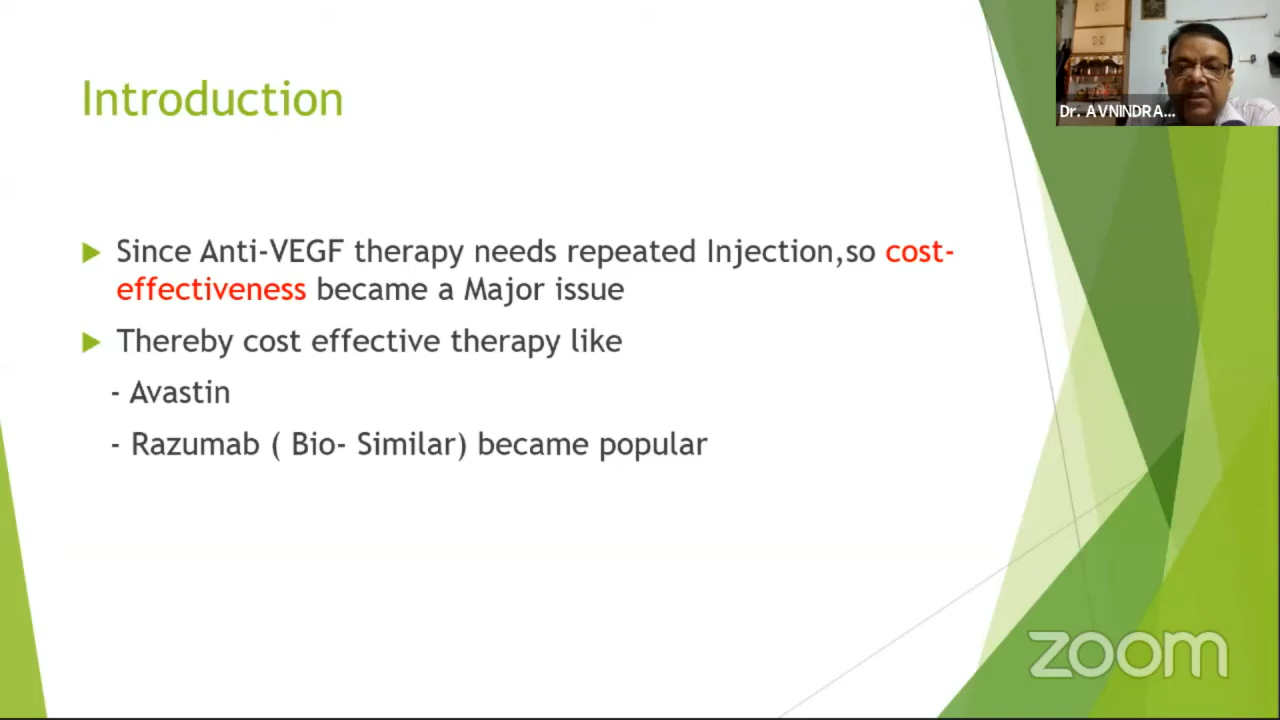 Introduction
Since Anti-VEGF therapy needs repeated Injection,so cost-
effectiveness became a Major issue
Thereby cost effective therapy like
- Avastin
- Razumab ( Bio- Similar) became popular
Dr. AVNINDRA...
zoom